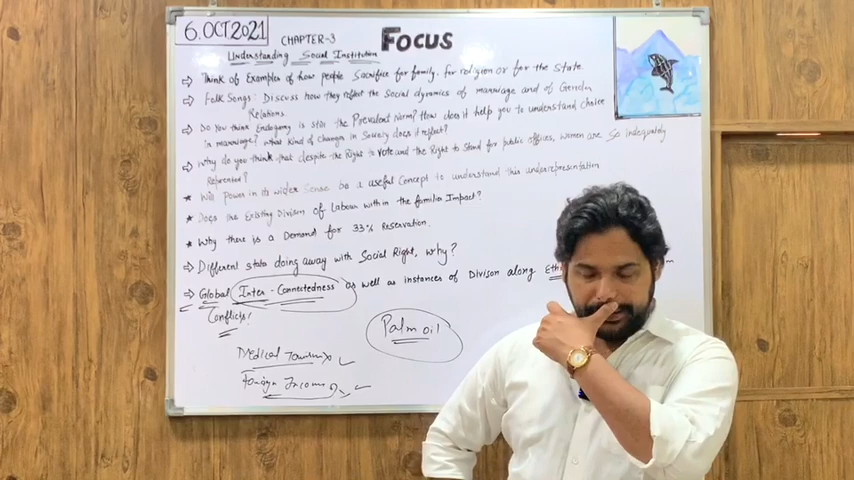 6.OCT 2021
CHAPTER-3
FOCUS
Understanding Social Institution
Think of Examples of how people Sacrifice for family. for religion or for the state.
Folk Songs: Discuss how they reflect the Social dynamics of marriage and of Gender
Relations.
Do you think Endogamy is still the Prevalent Norm? How does it help you to understand choice
in marriage? what kind of changes in Society does it reflect?
Why do you think that despite the Right to vote and the Right to Stand for public offices, women are so
Represented?
Will Power in its wider Sense be a useful Concept to understand this underrepresentation
Does the Existing Division of Labour within the familier Impact?
Why there is a Demand for 33% Reservation.
Different state doing away with Social Right, why?
Global Inter-Connectedness as well as instances of Divison along
Conflicts!
Palm oil
Medical Tourism
Foreign Income